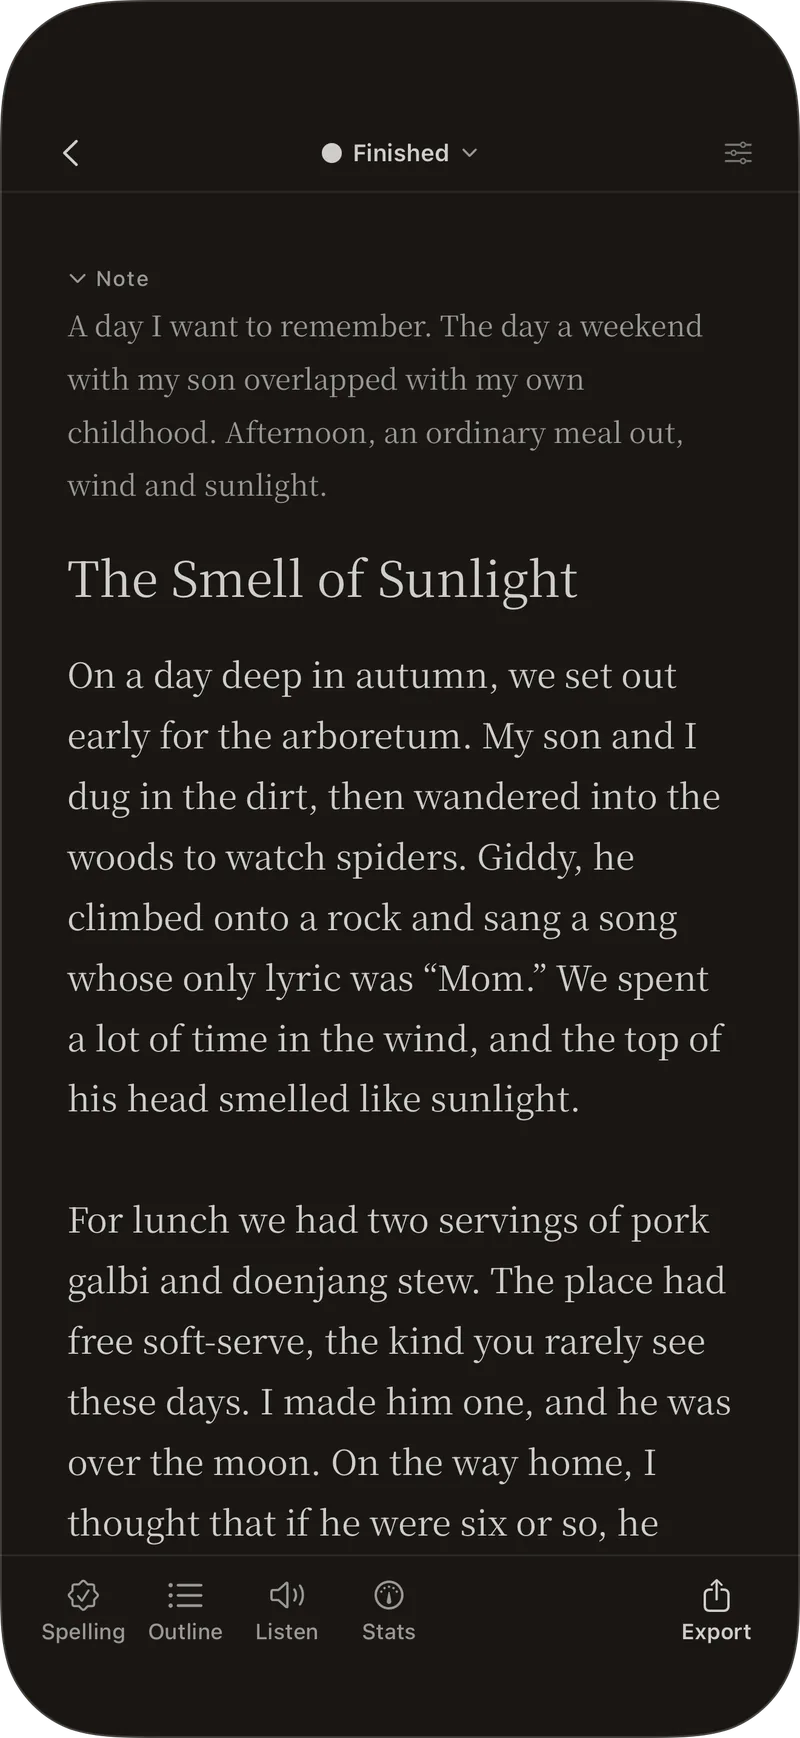 Finished
Note
A day I want to remember. The day a weekend
with my son overlapped with my own
childhood. Afternoon, an ordinary meal out,
wind and sunlight.
The Smell of Sunlight
On a day deep in autumn, we set out
early for the arboretum. My son and I
dug in the dirt, then wandered into the
woods to watch spiders. Giddy, he
climbed onto a rock and sang a song
whose only lyric was “Mom.” We spent
a lot of time in the wind, and the top of
his head smelled like sunlight.
For lunch we had two servings of pork
galbi and doenjang stew. The place had
free soft-serve, the kind you rarely see
these days. I made him one, and he was
over the moon. On the way home, I
thought that if he were six or so, he
Spelling Outline Listen Stats Export